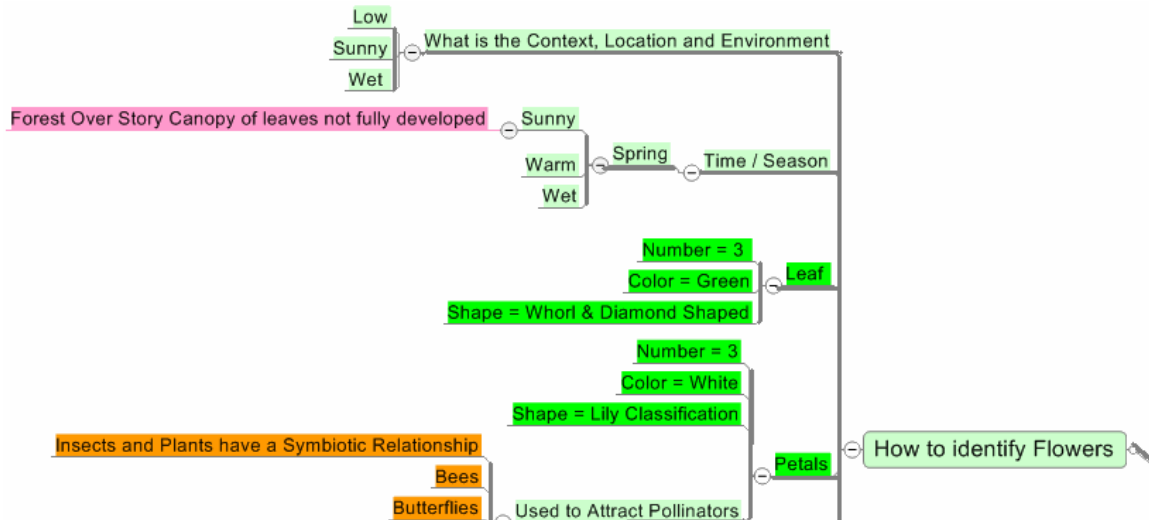 Low
What is the Context, Location and Environment
Sunny
Wet
Forest Over Story Canopy of leaves not fully developed
Sunny
Spring
Time / Season
Warm
Wet
Number = 3
Leaf
Color = Green
Shape = Whorl & Diamond Shaped
Number = 3
Color = White
Shape = Lily Classification
Insects and Plants have a Symbiotic Relationship
How to identify Flowers
Petals
Bees
Butterflies
Used to Attract Pollinators